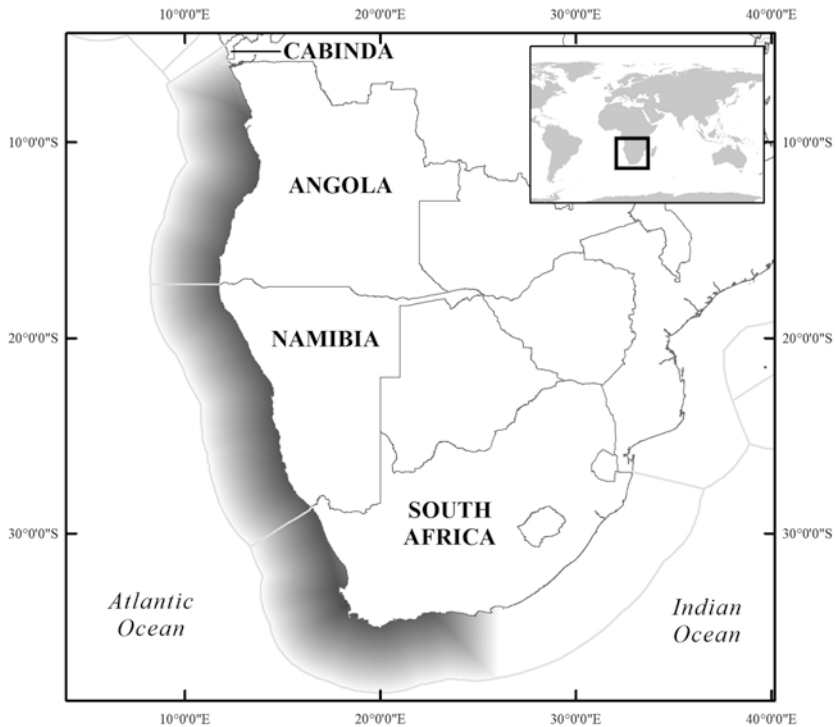 10°0'0"E 20°0'0"E 30°0'0"E 40°0'0"E
CABINDA
10°0'0"S 10°0'0"S
ANGOLA
NAMIBIA
20°0'0"S 20°0'0"S
SOUTH
AFRICA
30°0'0"S 30°0'0"S
Atlantic
Ocean
Indian
Ocean
10°0'0"E 20°0'0"E 30°0'0"E 40°0'0"E